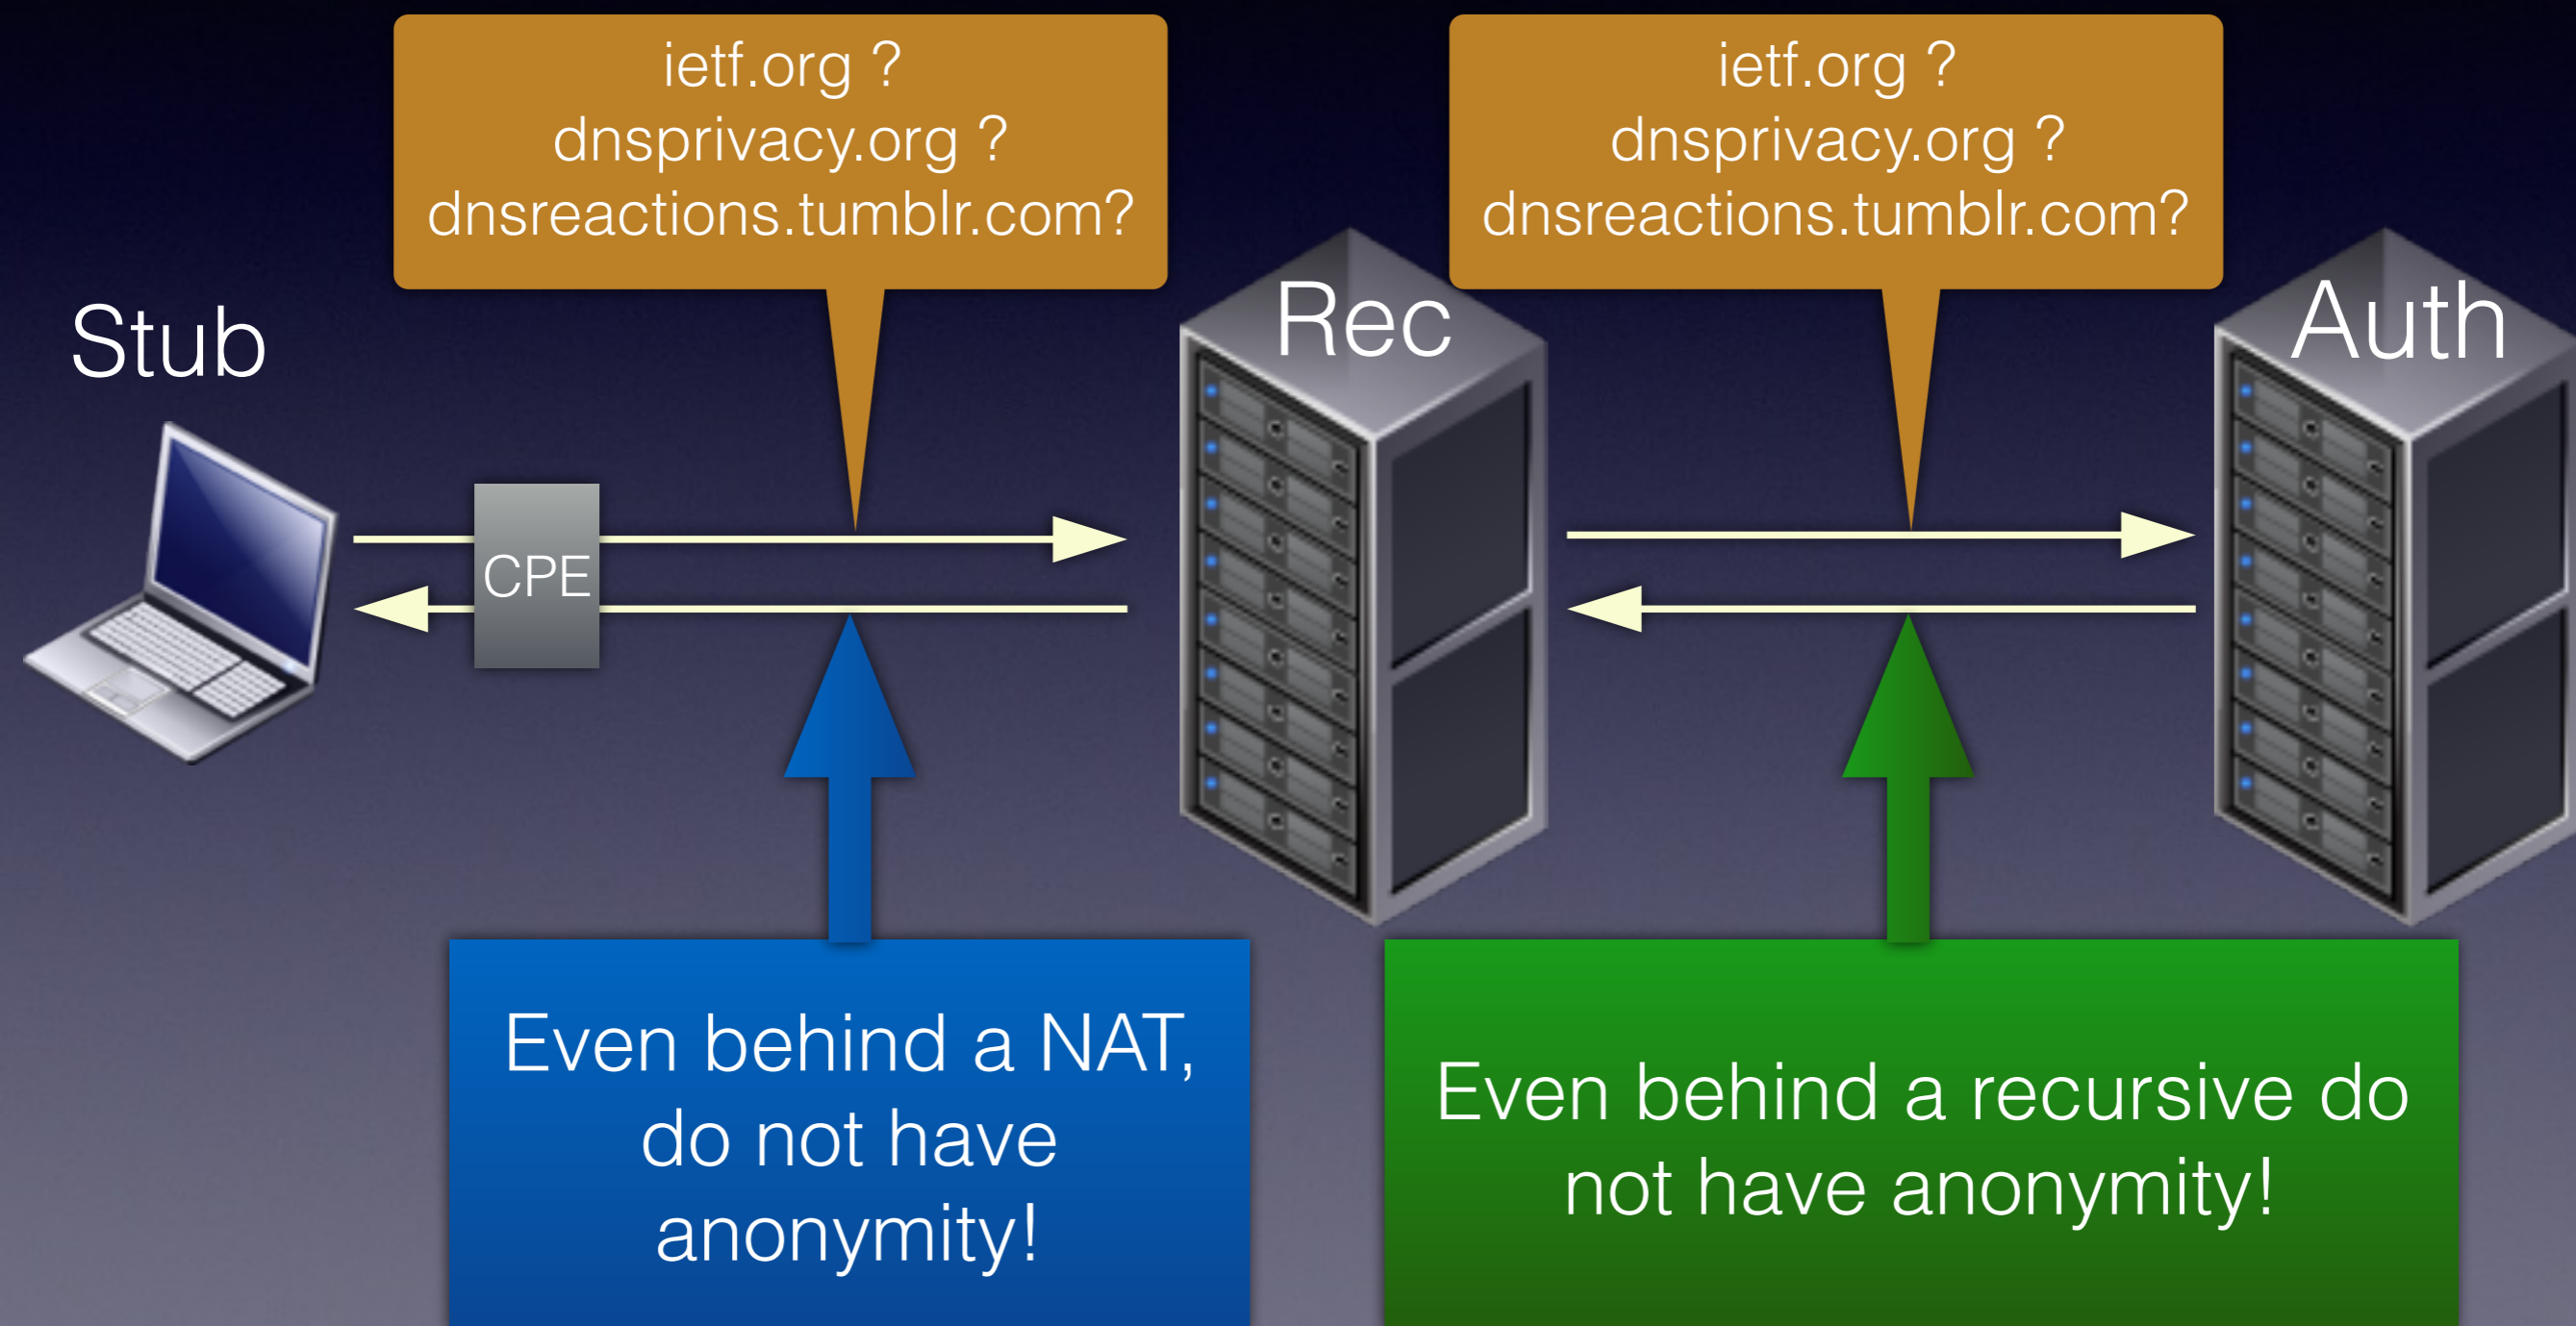 ietf.org ?
dnsprivacy.org ?
dnsreactions.tumblr.com?
ietf.org ?
dnsprivacy.org ?
dnsreactions.tumblr.com?
Stub
Rec
Auth
CPE
Even behind a NAT,
do not have
anonymity!
Even behind a recursive do
not have anonymity!